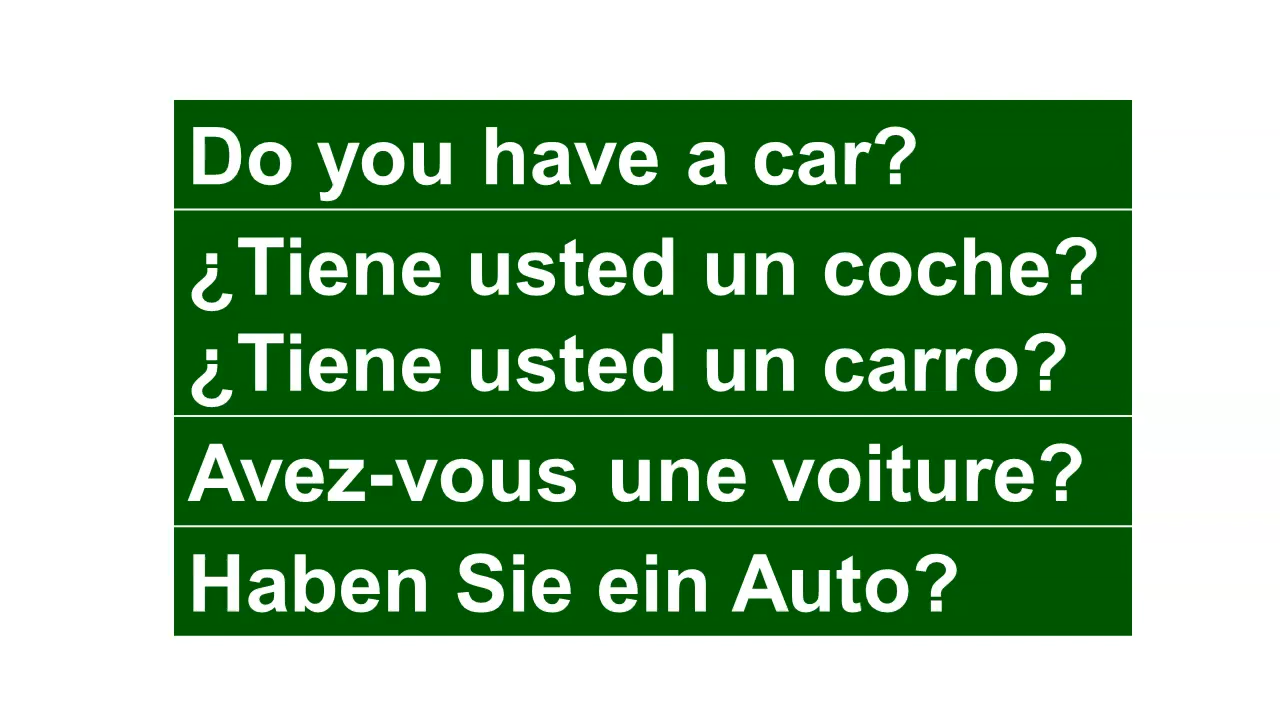 Do you have a car?
¿Tiene usted un coche?
¿Tiene usted un carro?
Avez-vous une voiture?
Haben Sie ein Auto?